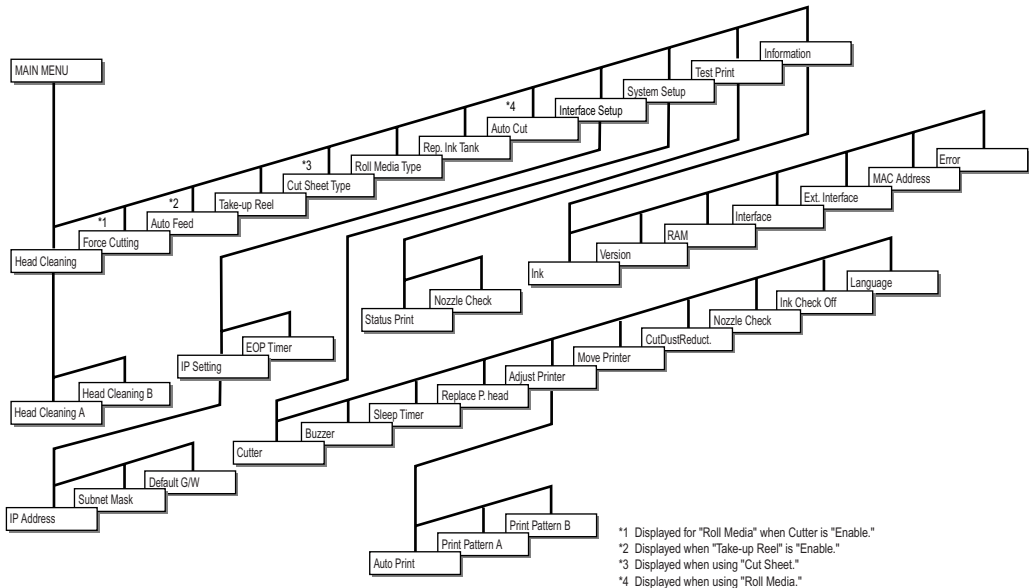 MAIN MENU
Head Cleaning
*1
Force Cutting
*2
Auto Feed
Take-up Reel
*3
Cut Sheet Type
Roll Media Type
Rep. Ink Tank
*4
Auto Cut
Interface Setup
System Setup
Test Print
Information
Head Cleaning A
Head Cleaning B
IP Setting
EOP Timer
IP Address
Subnet Mask
Default G/W
Status Print
Nozzle Check
Ink
Version
RAM
Interface
Ext. Interface
MAC Address
Error
Cutter
Buzzer
Sleep Timer
Replace P. head
Adjust Printer
Move Printer
CutDustReduct.
Nozzle Check
Ink Check Off
Language
Auto Print
Print Pattern A
Print Pattern B
*1 Displayed for "Roll Media" when Cutter is "Enable."
*2 Displayed when "Take-up Reel" is "Enable."
*3 Displayed when using "Cut Sheet."
*4 Displayed when using "Roll Media."